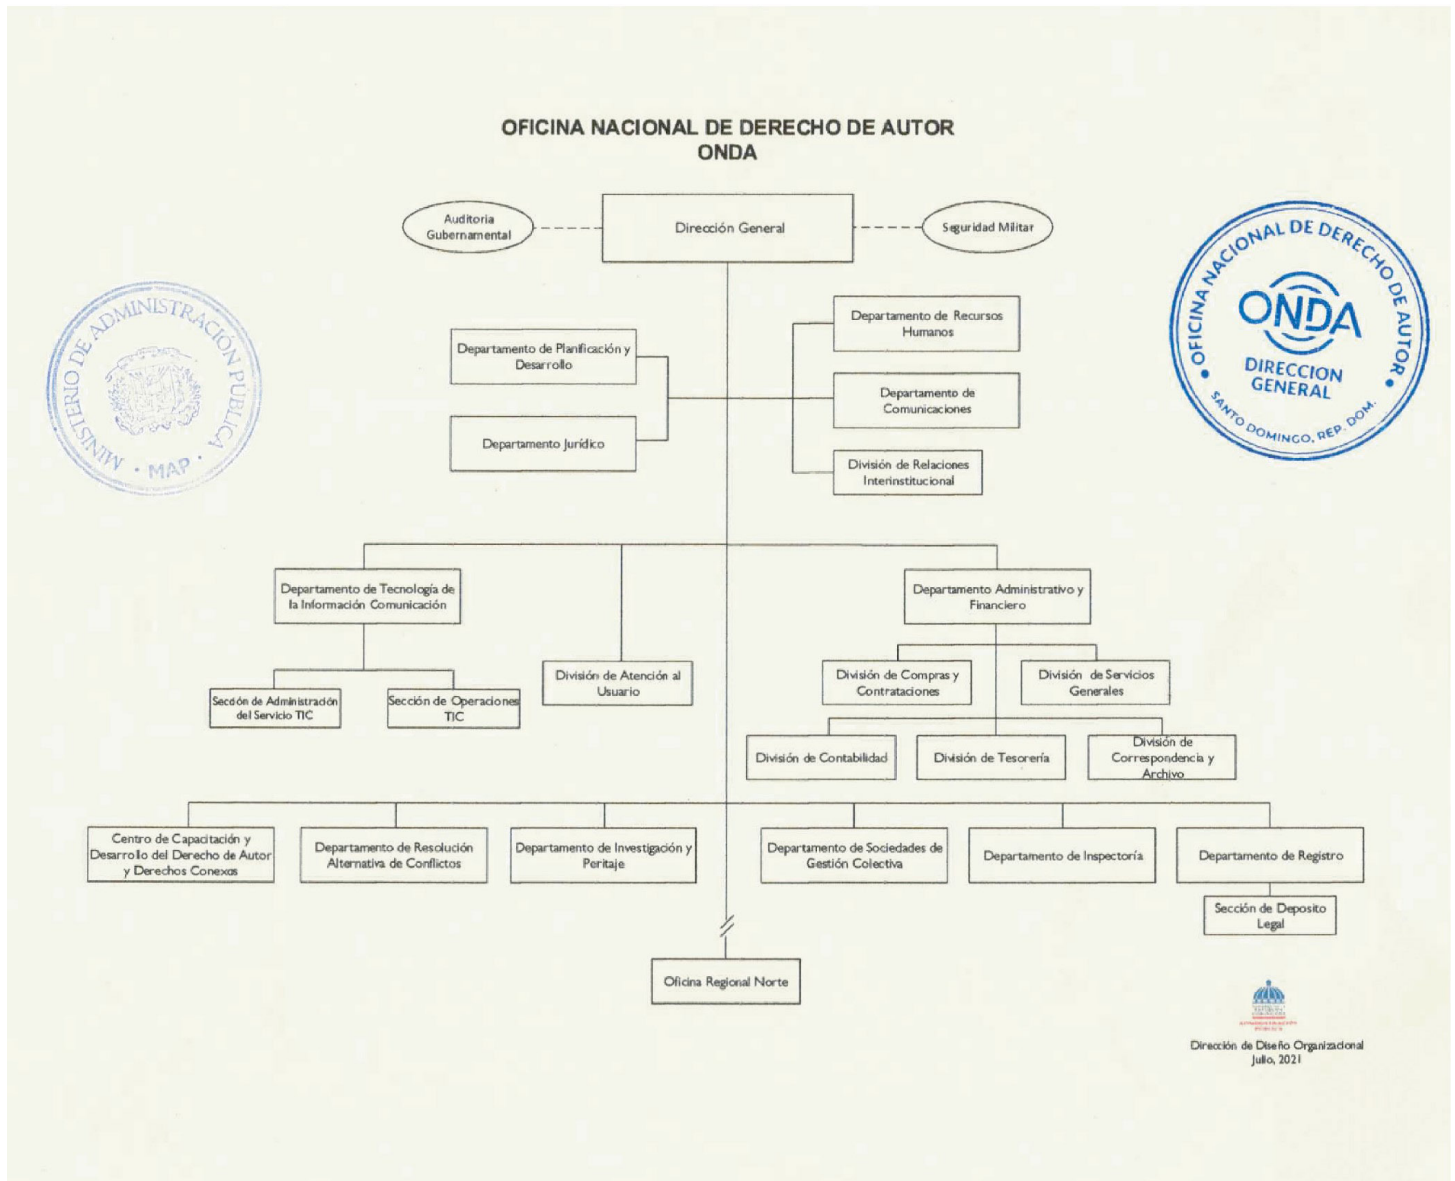 OFICINA NACIONAL DE DERECHO DE AUTOR
ONDA
Auditoria
Gubernamental
Dirección General
Seguridad Militar
OFICINA NACIONAL DE DERECHO DE AUTOR
ONDA
DIRECCION
GENERAL
SANTO DOMINGO, REP. DOM.
MINISTERIO DE ADMINISTRACIÓN PÚBLICA
MAP
Departamento de Planificación y
Desarrollo
Departamento Jurídico
Departamento de Recursos
Humanos
Departamento de
Comunicaciones
División de Relaciones
Interinstitucional
Departamento de Tecnología de
la Información Comunicación
Departamento Administrativo y
Financiero
Sección de Administración
del Servicio TIC
Sección de Operaciones
TIC
División de Atención al
Usuario
División de Compras y
Contrataciones
División de Servicios
Generales
División de Contabilidad
División de Tesorería
División de
Correspondencia y
Archivo
Centro de Capacitación y
Desarrollo del Derecho de Autor
y Derechos Conexos
Departamento de Resolución
Alternativa de Conflictos
Departamento de Investigación y
Peritaje
Departamento de Sociedades de
Gestión Colectiva
Departamento de Inspectoría
Departamento de Registro
Sección de Deposito
Legal
Oficina Regional Norte
Dirección de Diseño Organizacional
Julio, 2021